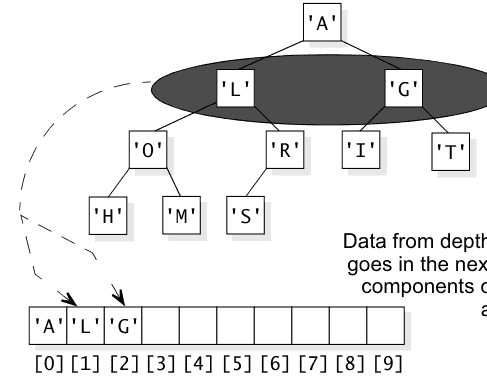 'A'
'L' 'G'
'O' 'R' 'I' 'T'
'H' 'M' 'S'
Data from depth
goes in the nex
components o
a
'A' 'L' 'G'
[0] [1] [2] [3] [4] [5] [6] [7] [8] [9]